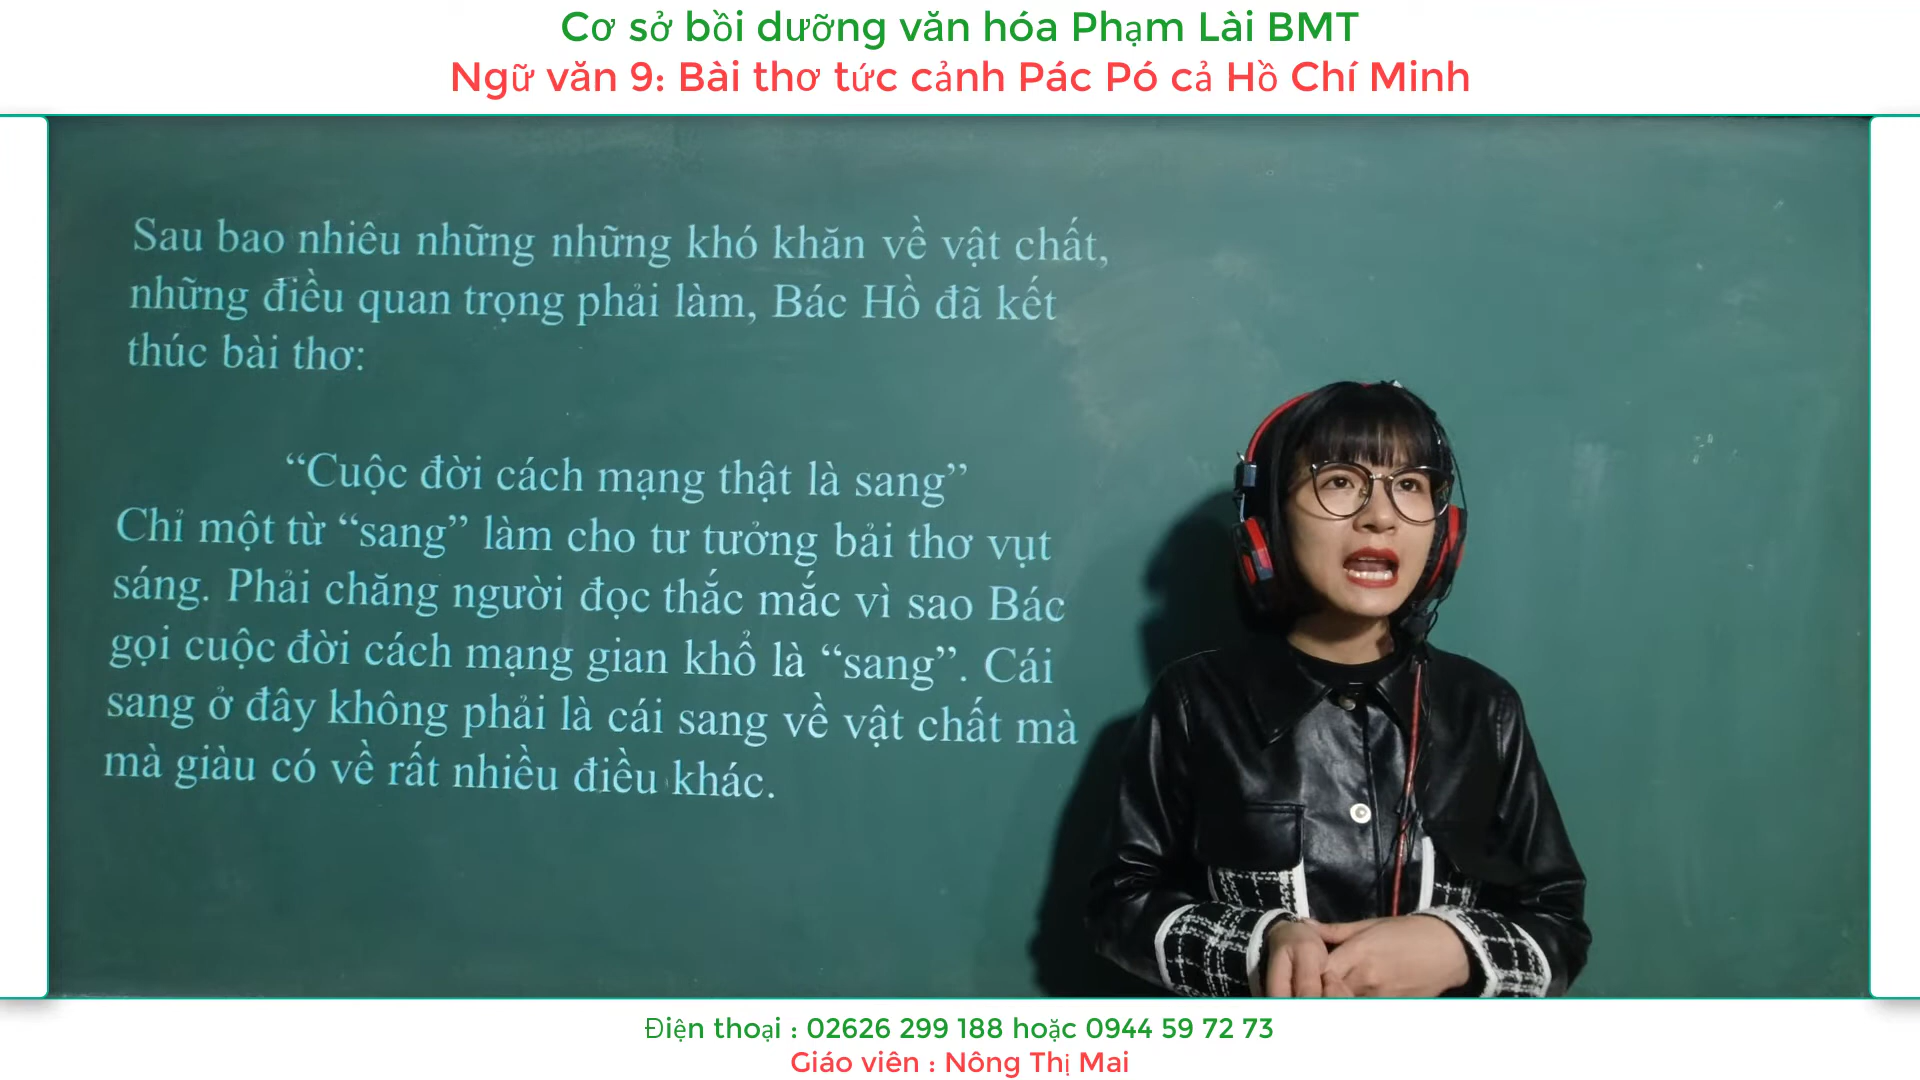 Cơ sở bồi dưỡng văn hóa Phạm Lài BMT
Ngữ văn 9: Bài thơ tức cảnh Pác Pó cả Hồ Chí Minh
Sau bao nhiêu những những khó khăn về vật chất,
những điều quan trọng phải làm, Bác Hồ đã kết
thúc bài thơ:
“Cuộc đời cách mạng thật là sang”
Chỉ một từ “sang” làm cho tư tưởng bải thơ vụt
sáng. Phải chăng người đọc thắc mắc vì sao Bác
gọi cuộc đời cách mạng gian khổ là “sang”. Cái
sang ở đây không phải là cái sang về vật chất mà
mà giàu có về rất nhiều điều khác.
Điện thoại : 02626 299 188 hoặc 0944 59 72 73
Giáo viên : Nông Thị Mai